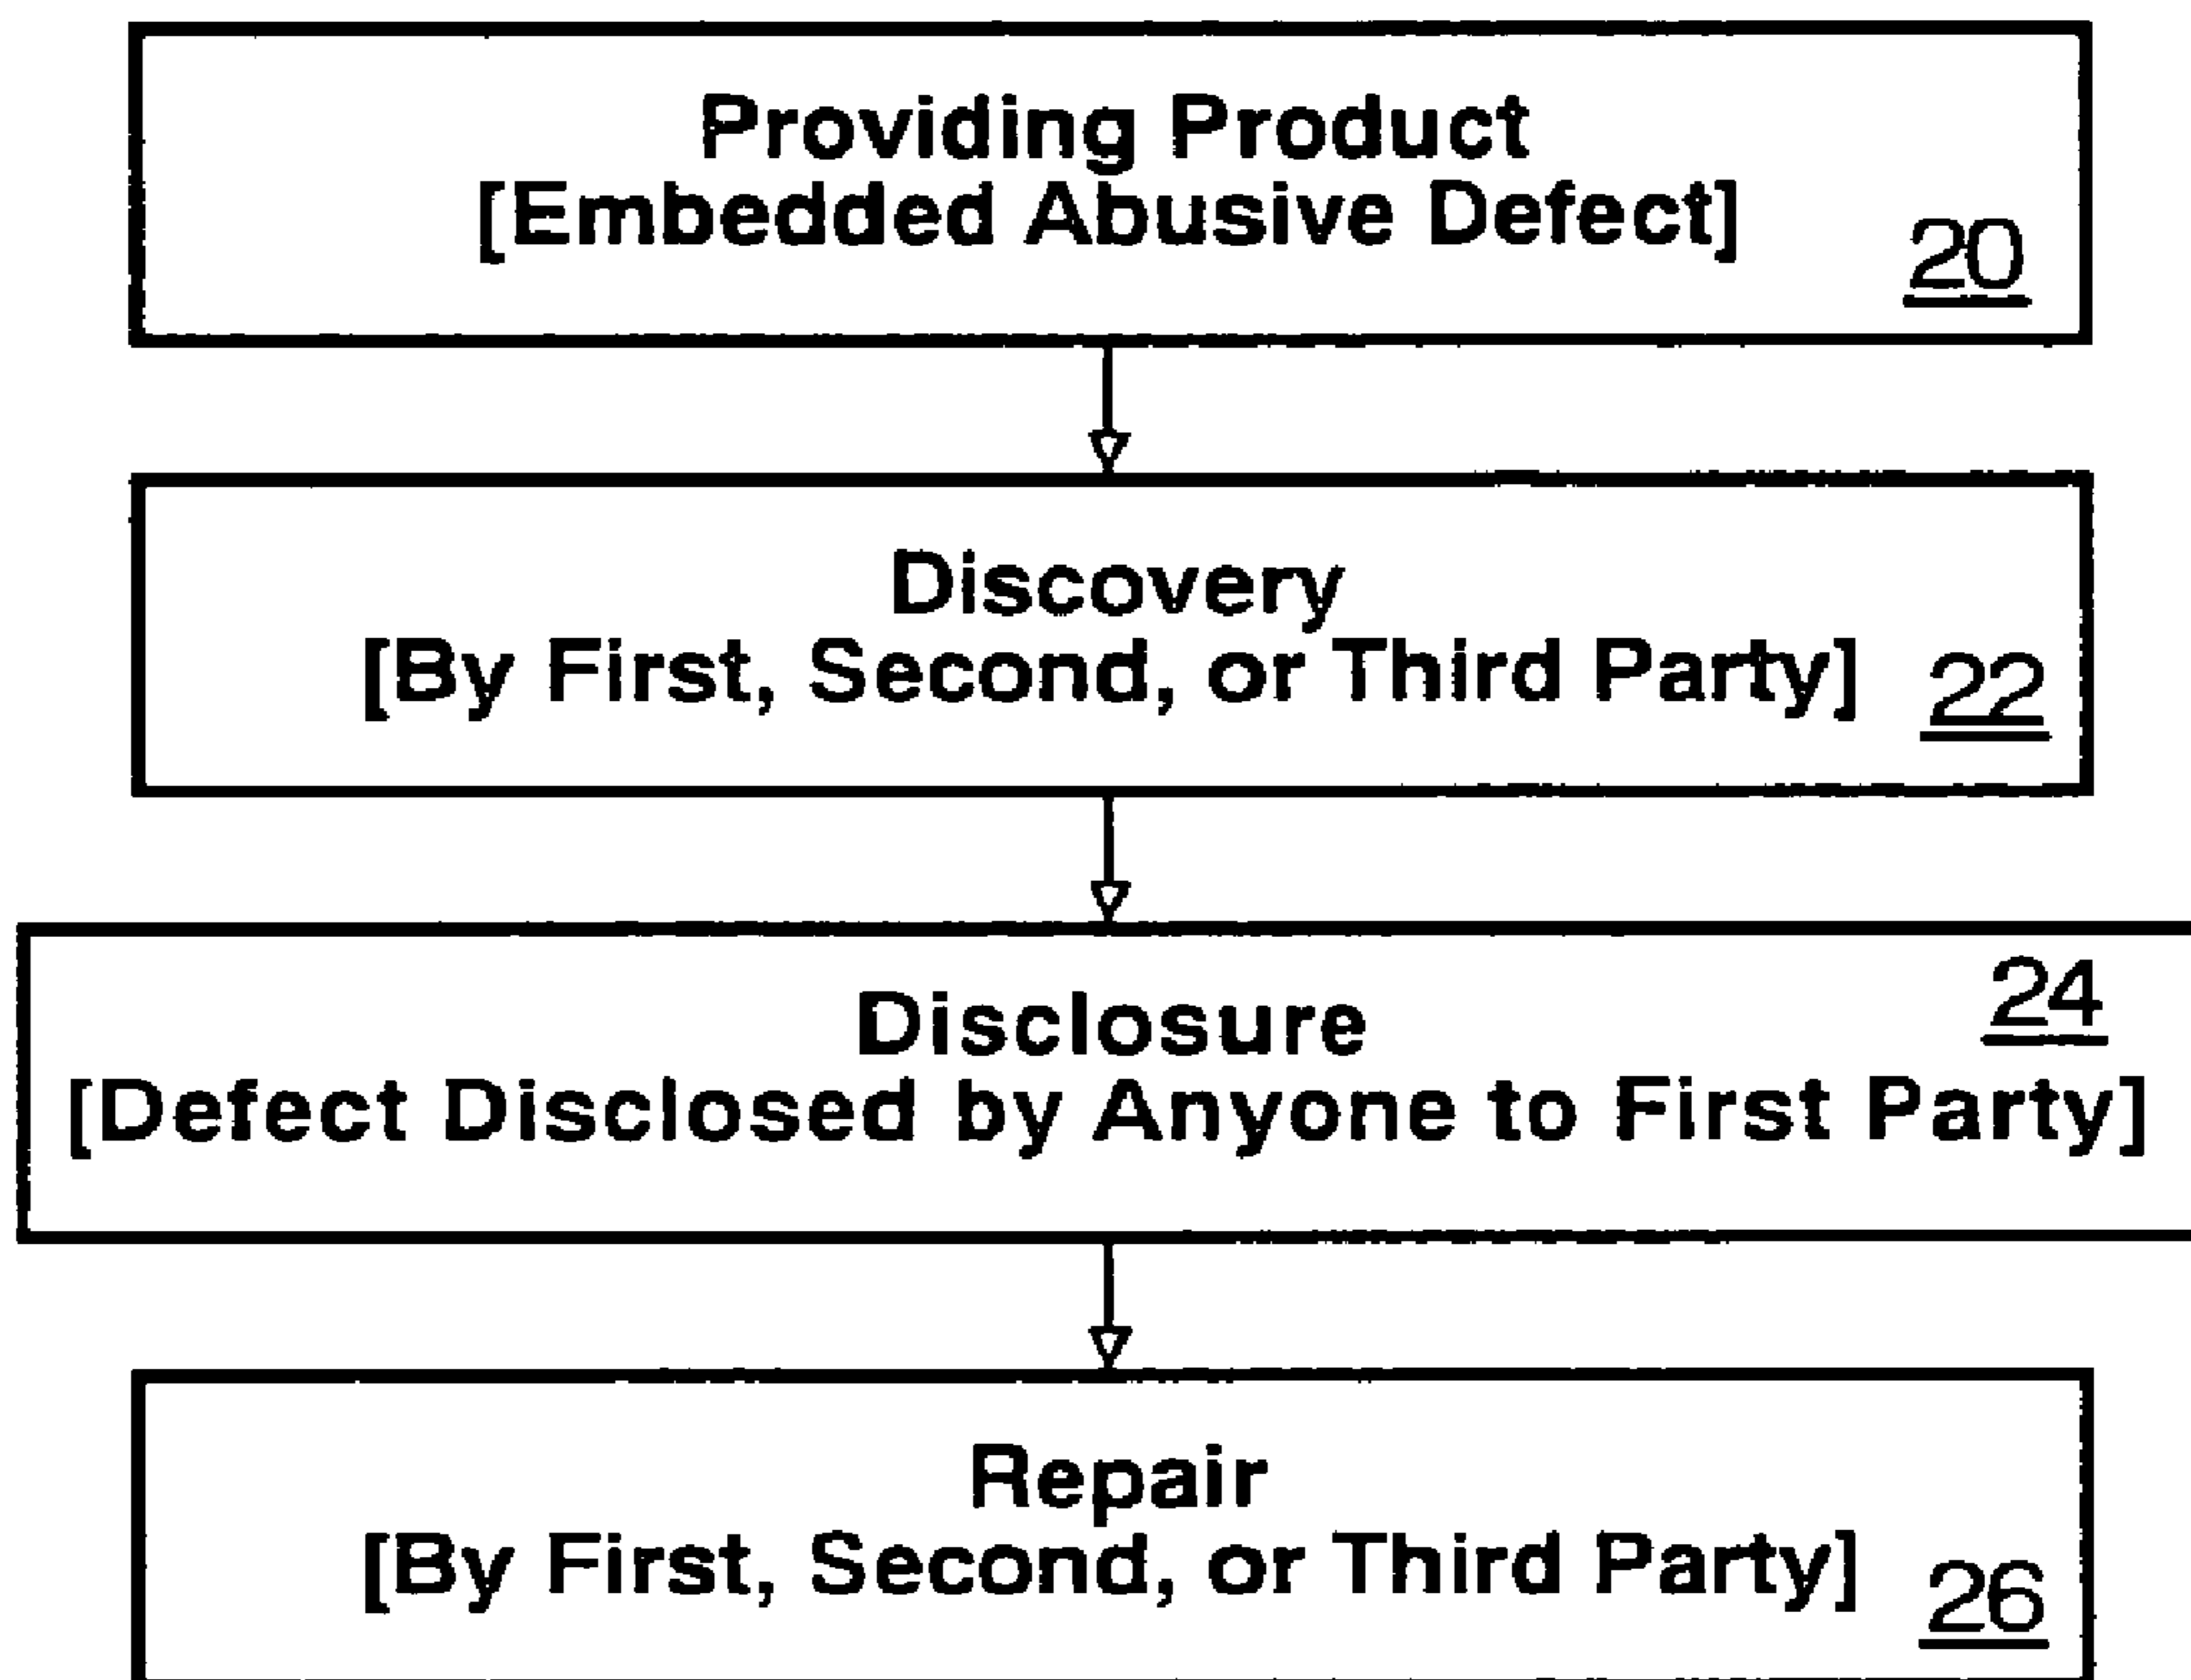 Providing Product
[Embedded Abusive Defect]
20
Discovery
[By First, Second, or Third Party]
22
24
Disclosure
[Defect Disclosed by Anyone to First Party]
Repair
[By First, Second, or Third Party]
26